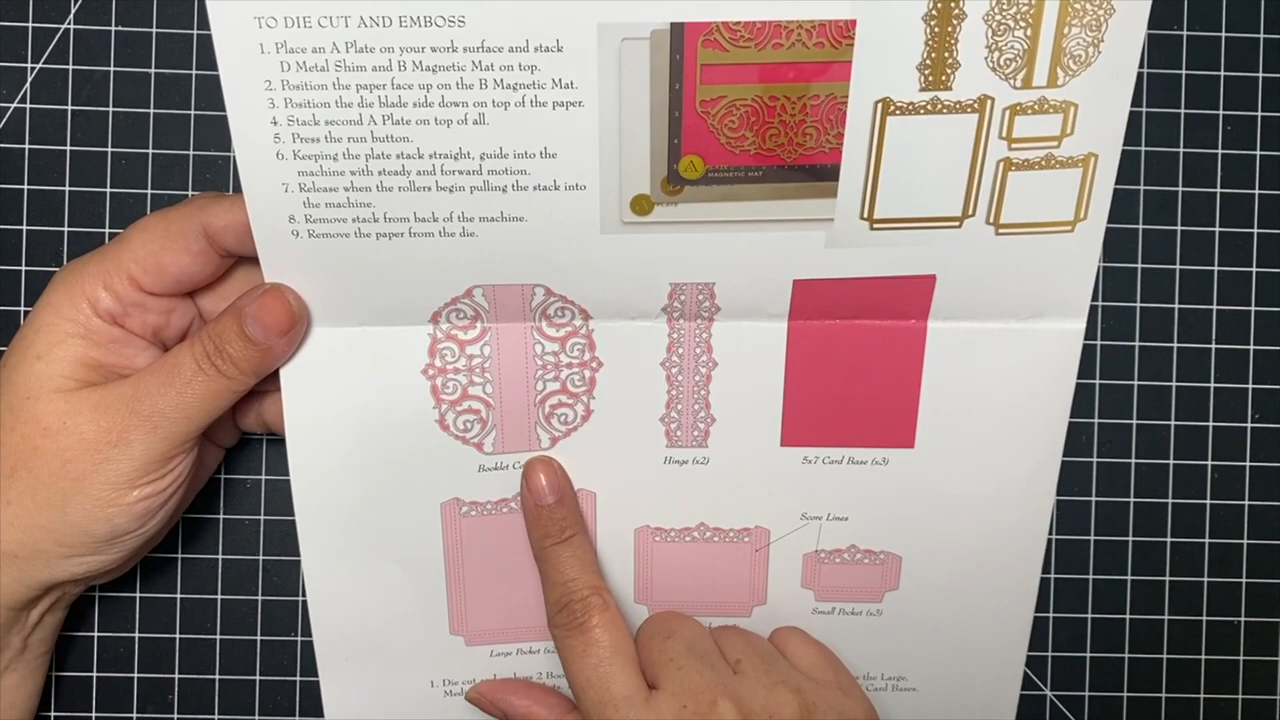 TO DIE CUT AND EMBOSS
1. Place an A Plate on your work surface and stack
D Metal Shim and B Magnetic Mat on top.
2. Position the paper face up on the B Magnetic Mat.
3. Position the die blade side down on top of the paper.
4. Stack second A Plate on top of all.
5. Press the run button.
6. Keeping the plate stack straight, guide into the
machine with steady and forward motion.
7. Release when the rollers begin pulling the stack into
the machine.
8. Remove stack from back of the machine.
9. Remove the paper from the die.
1
2
3
4
A
MAGNETIC MAT
Booklet
Hinge (x2)
5x7 Card Base (x3)
Score Lines
Small Pocket (x3)
Large Pocket
1. Die cut
2
the Large,
Card Bases.